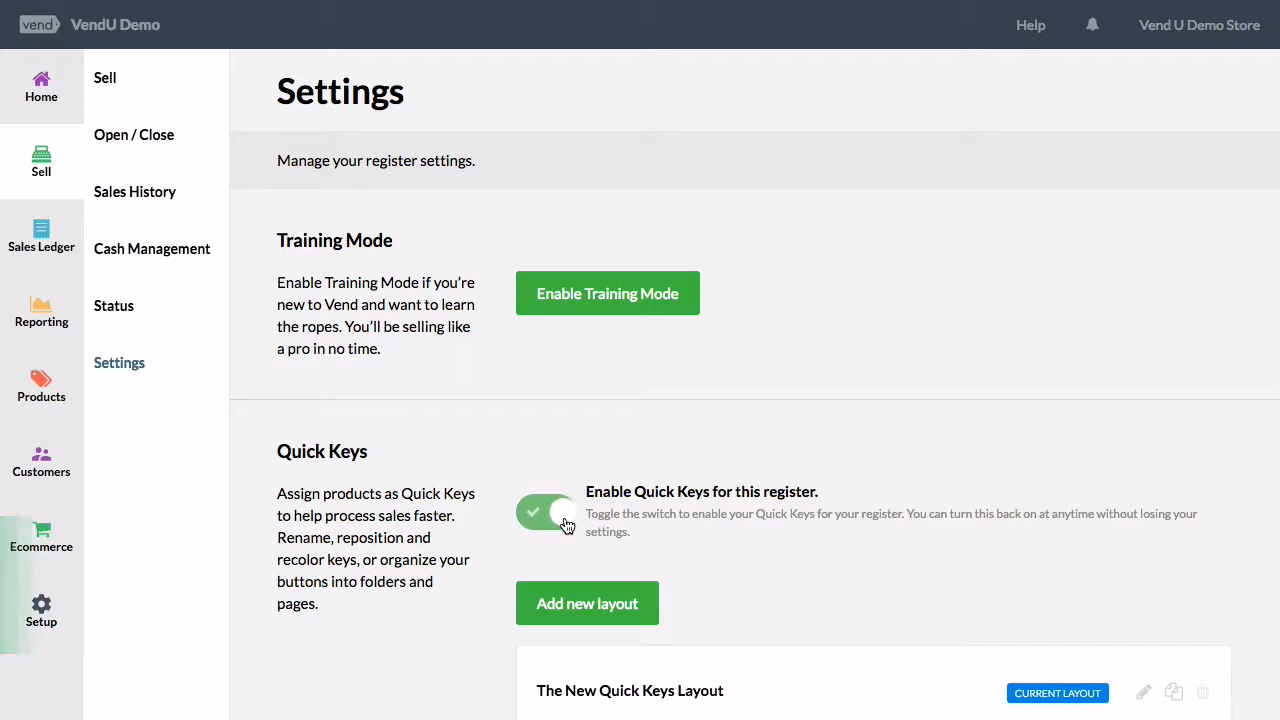 vend VendU Demo
Help
Vend U Demo Store
Home
Sell
Sales Ledger
Reporting
Products
Customers
Ecommerce
Setup
Sell
Open / Close
Sales History
Cash Management
Status
Settings
Settings
Manage your register settings.
Training Mode
Enable Training Mode if you're
new to Vend and want to learn
the ropes. You'll be selling like
a pro in no time.
Enable Training Mode
Quick Keys
Assign products as Quick Keys
to help process sales faster.
Rename, reposition and
recolor keys, or organize your
buttons into folders and
pages.
Enable Quick Keys for this register.
Toggle the switch to enable your Quick Keys for your register. You can turn this back on at anytime without losing your
settings.
Add new layout
The New Quick Keys Layout
CURRENT LAYOUT